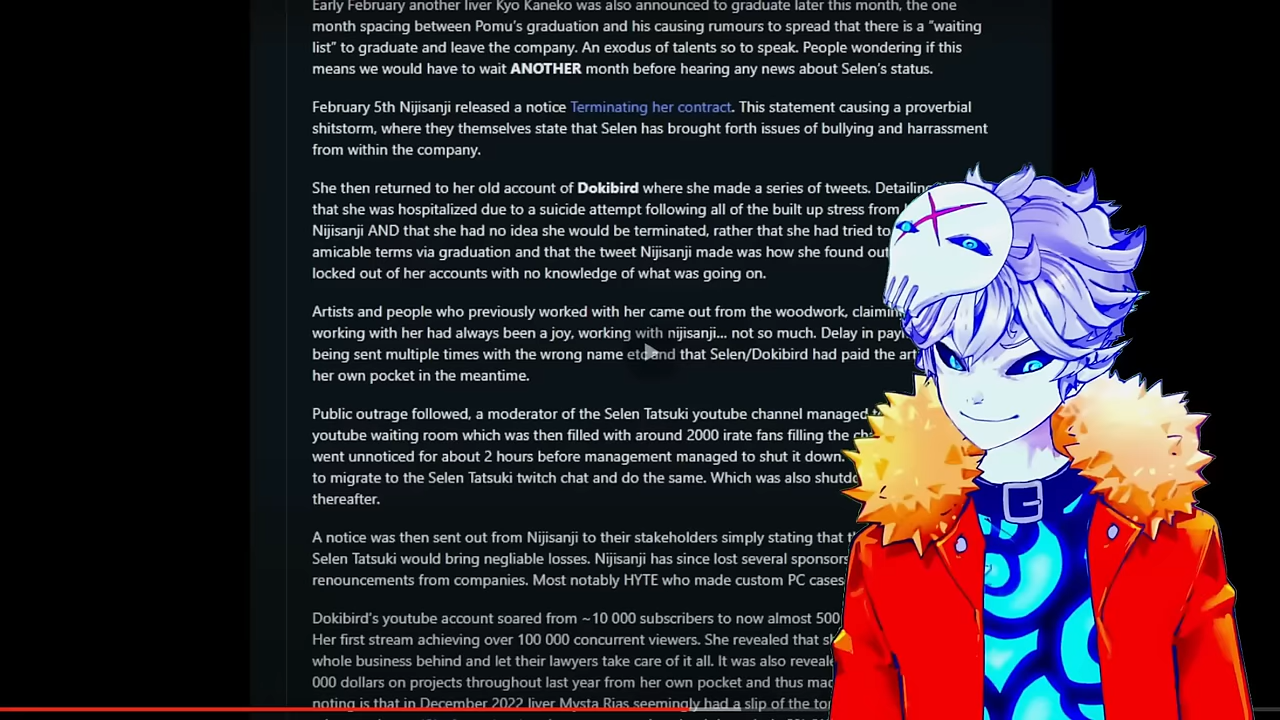 Early February another liver Kyo Kaneko was also announced to graduate later this month, the one
month spacing between Pomu's graduation and his causing rumours to spread that there is a “waiting
list” to graduate and leave the company. An exodus of talents so to speak. People wondering if this
means we would have to wait ANOTHER month before hearing any news about Selen's status.
February 5th Nijisanji released a notice Terminating her contract. This statement causing a proverbial
shitstorm, where they themselves state that Selen has brought forth issues of bullying and harrassment
from within the company.
She then returned to her old account of Dokibird where she made a series of tweets.
that she was hospitalized due to a suicide attempt following all of the built up stress from
Nijisanji AND that she had no idea she would be terminated, rather that she had tried to
amicable terms via graduation and that the tweet Nijisanji made was how she found out
locked out of her accounts with no knowledge of what was going on.
Artists and people who previously worked with her came out from the woodwork,
working with her had always been a joy, working with nijisanji... not so much. Delay in
being sent multiple times with the wrong name etc and that Selen/Dokibird had paid the
her own pocket in the meantime.
Public outrage followed, a moderator of the Selen Tatsuki youtube channel managed
youtube waiting room which was then filled with around 2000 irate fans filling the
went unnoticed for about 2 hours before management managed to shut it down.
to migrate to the Selen Tatsuki twitch chat and do the same. Which was also
thereafter.
A notice was then sent out from Nijisanji to their stakeholders simply stating that
Selen Tatsuki would bring negliable losses. Nijisanji has since lost several sponsors
renouncements from companies. Most notably HYTE who made custom PC cases
Dokibird's youtube account soared from ~10 000 subscribers to now almost 500
Her first stream achieving over 100 000 concurrent viewers. She revealed that
whole business behind and let their lawyers take care of it all. It was also
000 dollars on projects throughout last year from her own pocket and thus
noting is that in December 2022 liver Mysta Rias seemingly had a slip of the